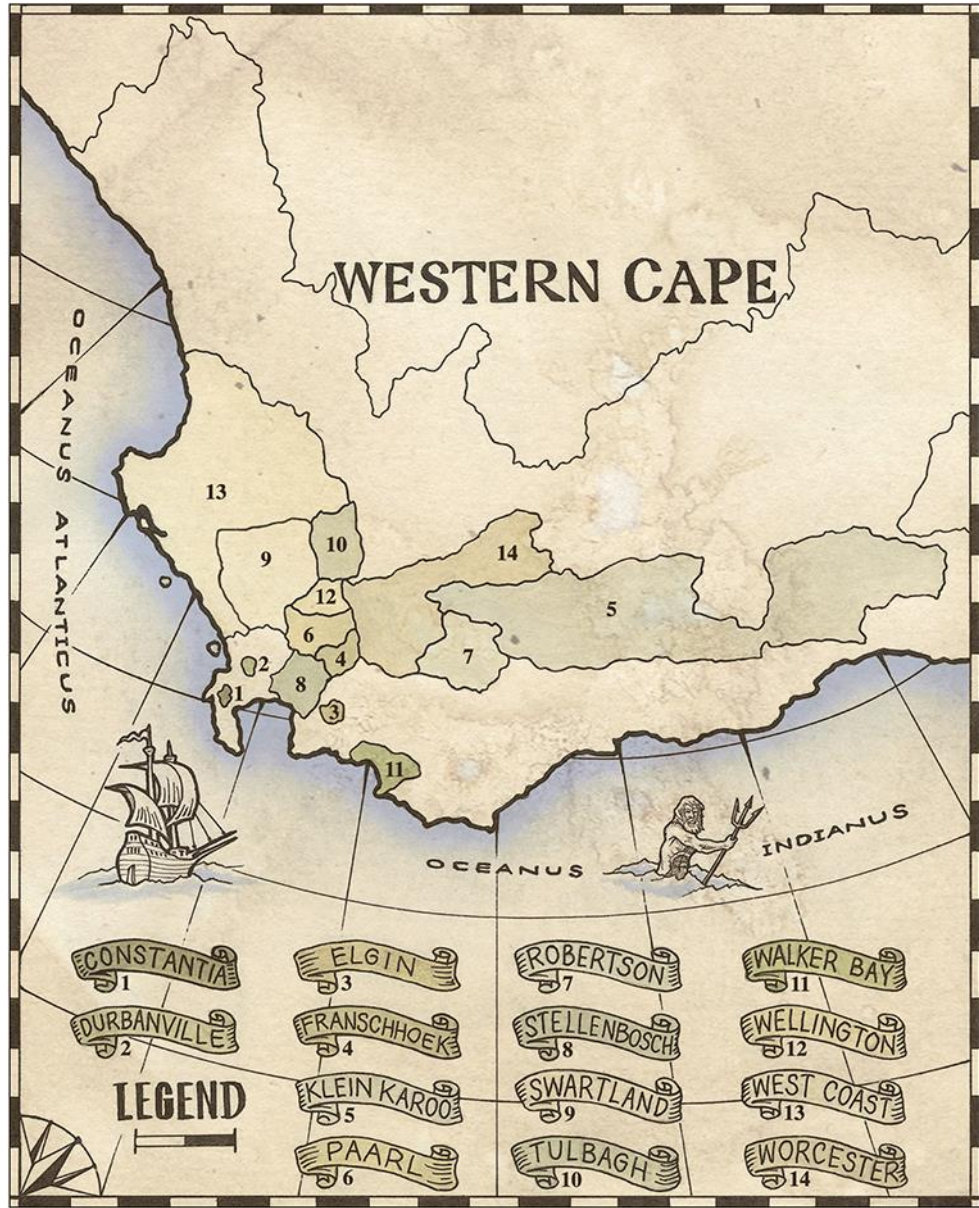 WESTERN CAPE
OCEANUS ATLANTICUS
13
9
10
14
12
5
6
4
7
2
8
1
3
11
OCEANUS INDIANUS
CONSTANTIA
1
DURBANVILLE
2
LEGEND
ELGIN
3
FRANSCHHOEK
4
KLEIN KAROO
5
PAARL
6
ROBERTSON
7
STELLENBOSCH
8
SWARTLAND
9
TULBAGH
10
WALKER BAY
11
WELLINGTON
12
WEST COAST
13
WORCESTER
14